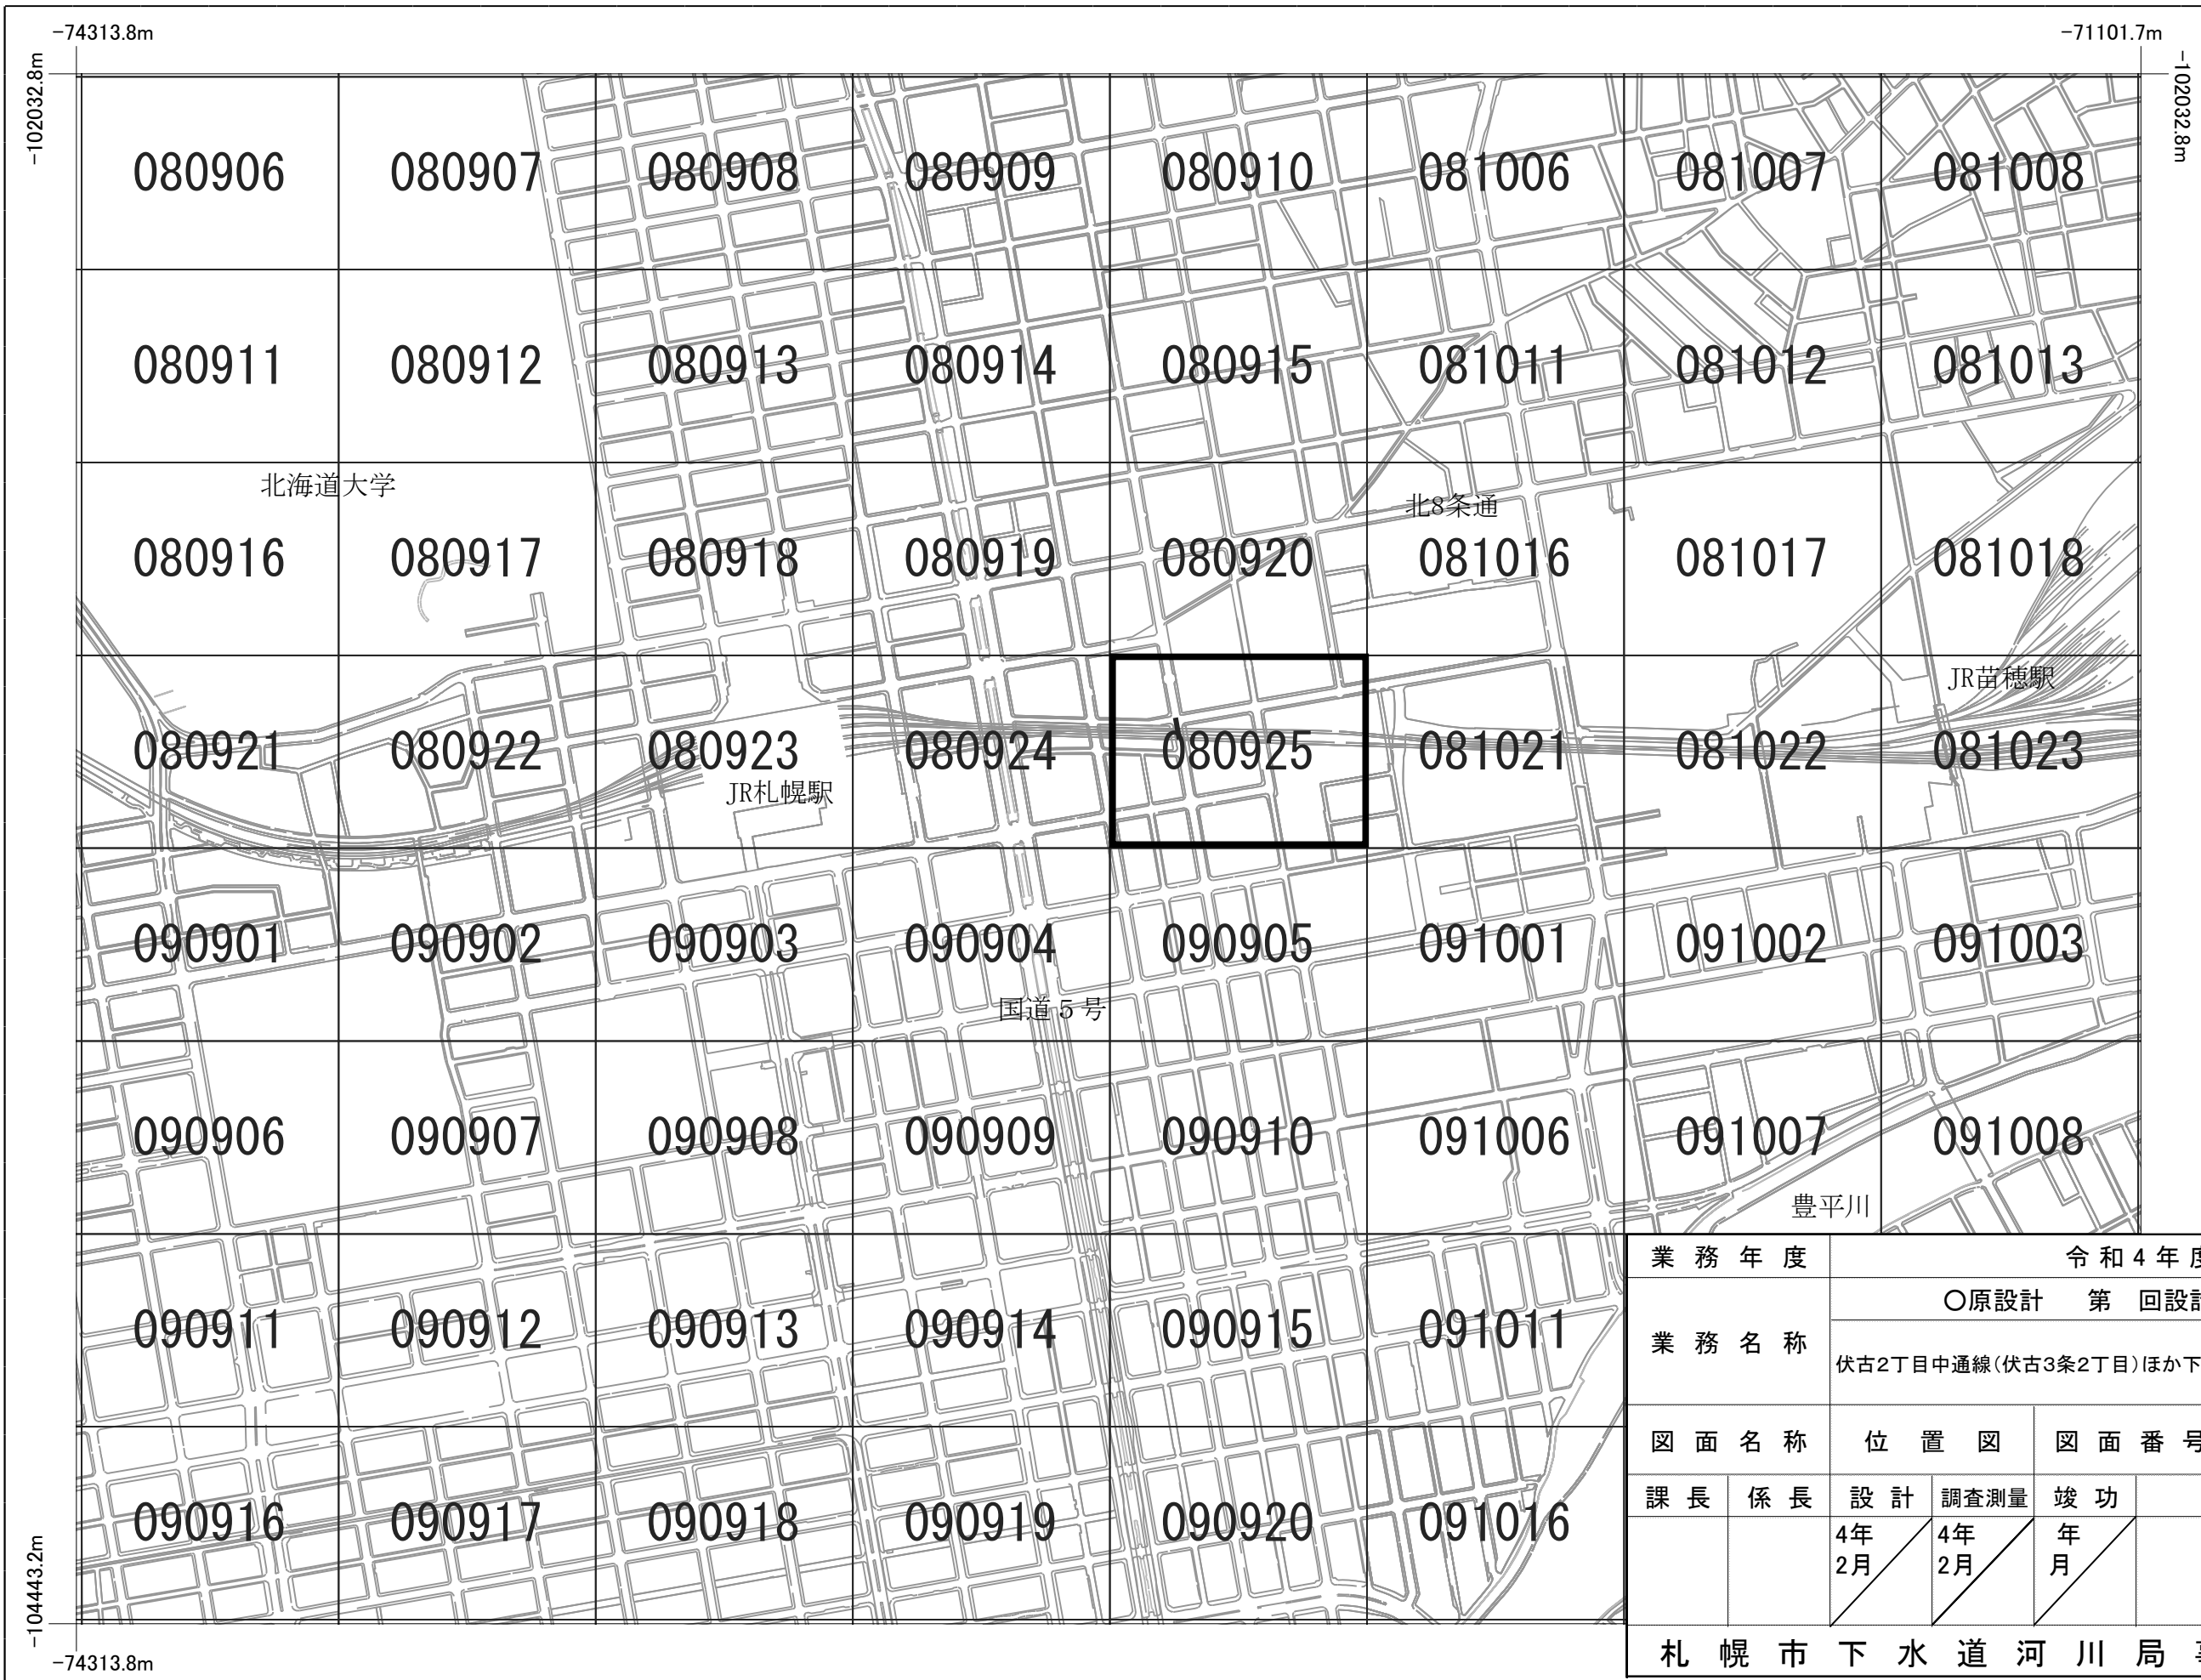 -74313.8m
-71101.7m
-102032.8m
-102032.8m
080906 080907 080908 080909 080910 081006 081007 081008
080911 080912 080913 080914 080915 081011 081012 081013
北海道大学
北8条通
080916 080917 080918 080919 080920 081016 081017 081018
JR苗穂駅
080921 080922 080923 080924 080925 081021 081022 081023
JR札幌駅
090901 090902 090903 090904 090905 091001 091002 091003
国道5号
090906 090907 090908 090909 090910 091006 091007 091008
豊平川
090911 090912 090913 090914 090915 091011
090916 090917 090918 090919 090920 091016
-104443.2m
-74313.8m
業務年度 令和4年度
〇原設計 第 回設計
業務名称
伏古2丁目中通線(伏古3条2丁目)ほか下
図面名称 位置図 図面番号
課長 係長 設計 調査測量 竣功
4年 4年 年
2月 2月 月
札幌市下水道河川局